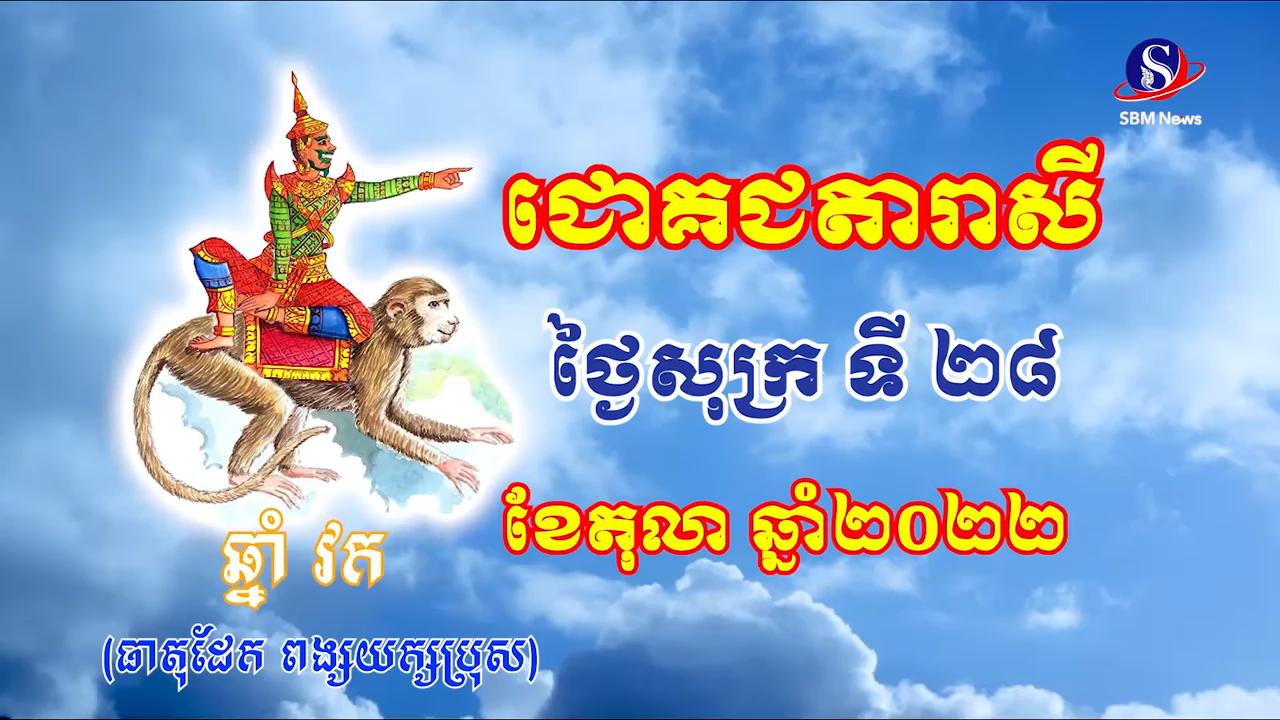 SBM News
ជោគជតារាសី
ថ្ងៃសុក្រ ទី ២៨
ខែតុលា ឆ្នាំ២០២២
ឆ្នាំ វក
(ធាតុដែក ពង្សយក្សប្រុស)